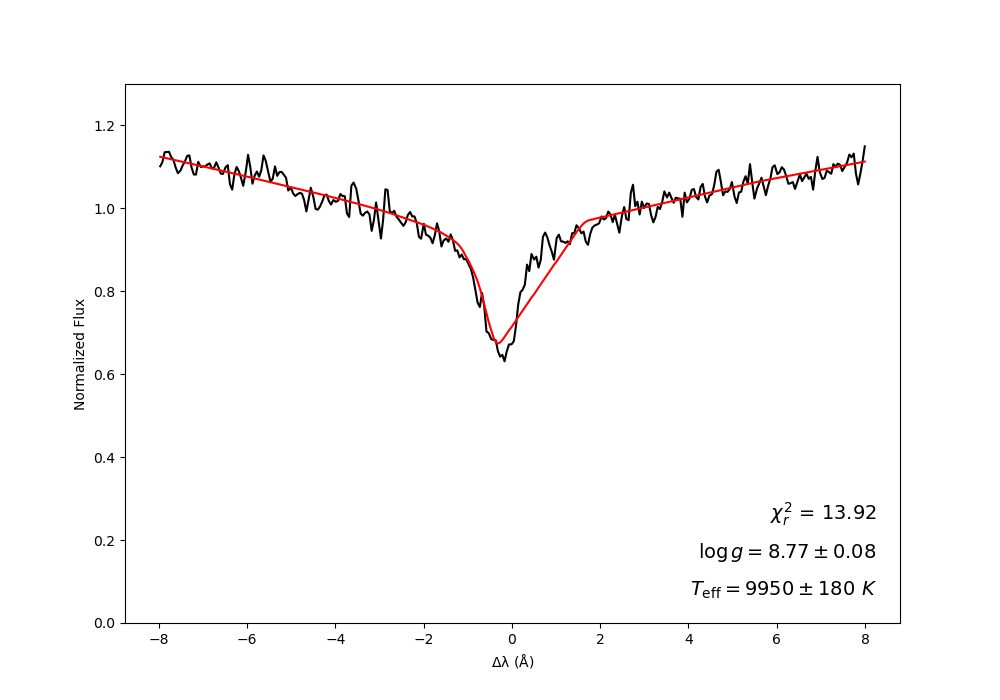 1.2
1.0
0.8
0.6
0.4
0.2
0.0
Normalized Flux
χ²ᵣ = 13.92
log g = 8.77 ± 0.08
T_eff = 9950 ± 180 K
−8 −6 −4 −2 0 2 4 6 8
Δλ (Å)